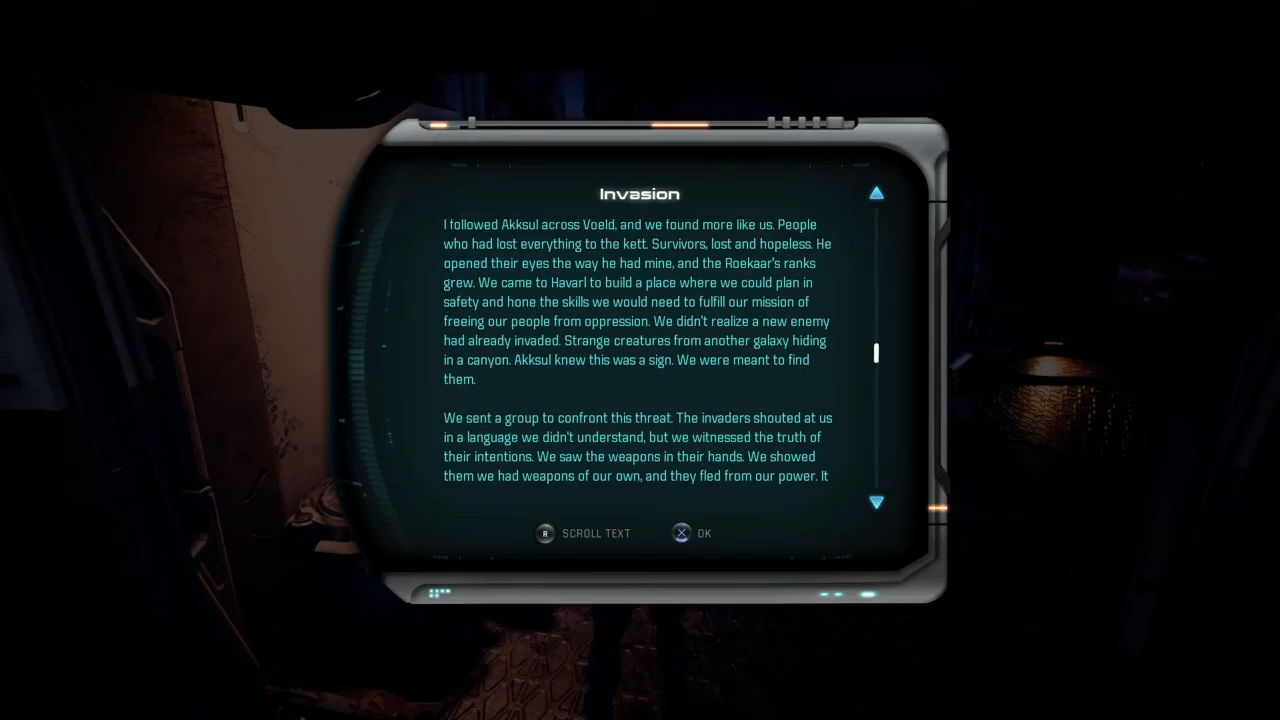 Invasion
I followed Akksul across Voeld, and we found more like us. People
who had lost everything to the kett. Survivors, lost and hopeless. He
opened their eyes the way he had mine, and the Roekaar's ranks
grew. We came to Havarl to build a place where we could plan in
safety and hone the skills we would need to fulfill our mission of
freeing our people from oppression. We didn't realize a new enemy
had already invaded. Strange creatures from another galaxy hiding
in a canyon. Akksul knew this was a sign. We were meant to find
them.
We sent a group to confront this threat. The invaders shouted at us
in a language we didn't understand, but we witnessed the truth of
their intentions. We saw the weapons in their hands. We showed
them we had weapons of our own, and they fled from our power. It
R SCROLL TEXT OK